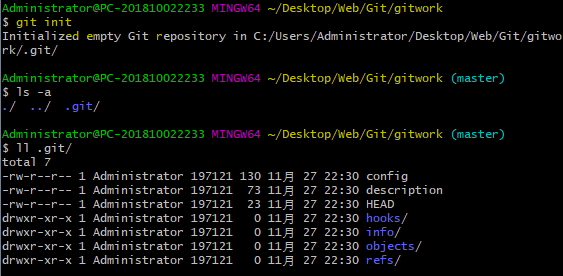 Administrator@PC-201810022233 MINGW64 ~/Desktop/Web/Git/gitwork
$ git init
Initialized empty Git repository in C:/Users/Administrator/Desktop/Web/Git/gitwo
rk/.git/
Administrator@PC-201810022233 MINGW64 ~/Desktop/Web/Git/gitwork (master)
$ ls -a
./  ../  .git/
Administrator@PC-201810022233 MINGW64 ~/Desktop/Web/Git/gitwork (master)
$ ll .git/
total 7
-rw-r--r-- 1 Administrator 197121 130 11月 27 22:30 config
-rw-r--r-- 1 Administrator 197121  73 11月 27 22:30 description
-rw-r--r-- 1 Administrator 197121  23 11月 27 22:30 HEAD
drwxr-xr-x 1 Administrator 197121   0 11月 27 22:30 hooks/
drwxr-xr-x 1 Administrator 197121   0 11月 27 22:30 info/
drwxr-xr-x 1 Administrator 197121   0 11月 27 22:30 objects/
drwxr-xr-x 1 Administrator 197121   0 11月 27 22:30 refs/